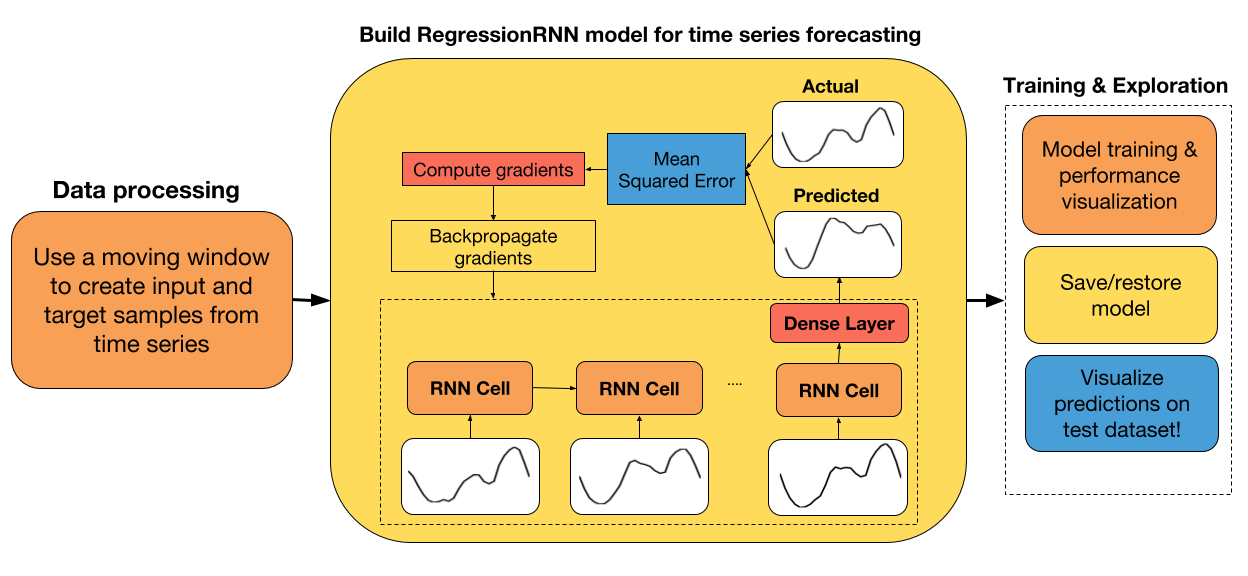 Build RegressionRNN model for time series forecasting
Data processing
Use a moving window
to create input and
target samples from
time series
Actual
Mean
Squared Error
Compute gradients
Predicted
Backpropagate
gradients
Dense Layer
RNN Cell
RNN Cell
....
RNN Cell
Training & Exploration
Model training &
performance
visualization
Save/restore
model
Visualize
predictions on
test dataset!